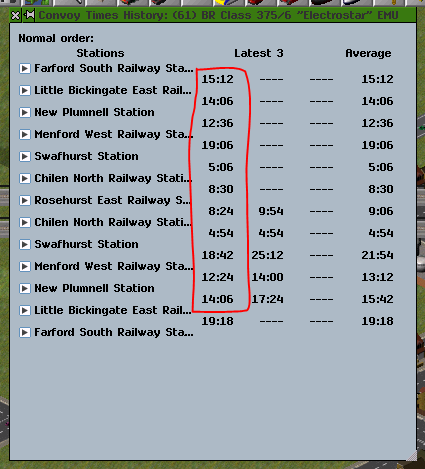 Convoy Times History: (61) BR Class 375/6 "Electrostar" EMU
Normal order:
Stations Latest 3 Average
Farford South Railway Sta...
15:12 ---- ---- 15:12
Little Bickingate East Rail...
14:06 ---- ---- 14:06
New Plumnell Station
12:36 ---- ---- 12:36
Menford West Railway Sta...
19:06 ---- ---- 19:06
Swafhurst Station
5:06 ---- ---- 5:06
Chilen North Railway Stati...
8:30 ---- ---- 8:30
Rosehurst East Railway S...
8:24 9:54 ---- 9:06
Chilen North Railway Stati...
4:54 4:54 ---- 4:54
Swafhurst Station
18:42 25:12 ---- 21:54
Menford West Railway Sta...
12:24 14:00 ---- 13:12
New Plumnell Station
14:06 17:24 ---- 15:42
Little Bickingate East Rail...
19:18 ---- ---- 19:18
Farford South Railway Sta...